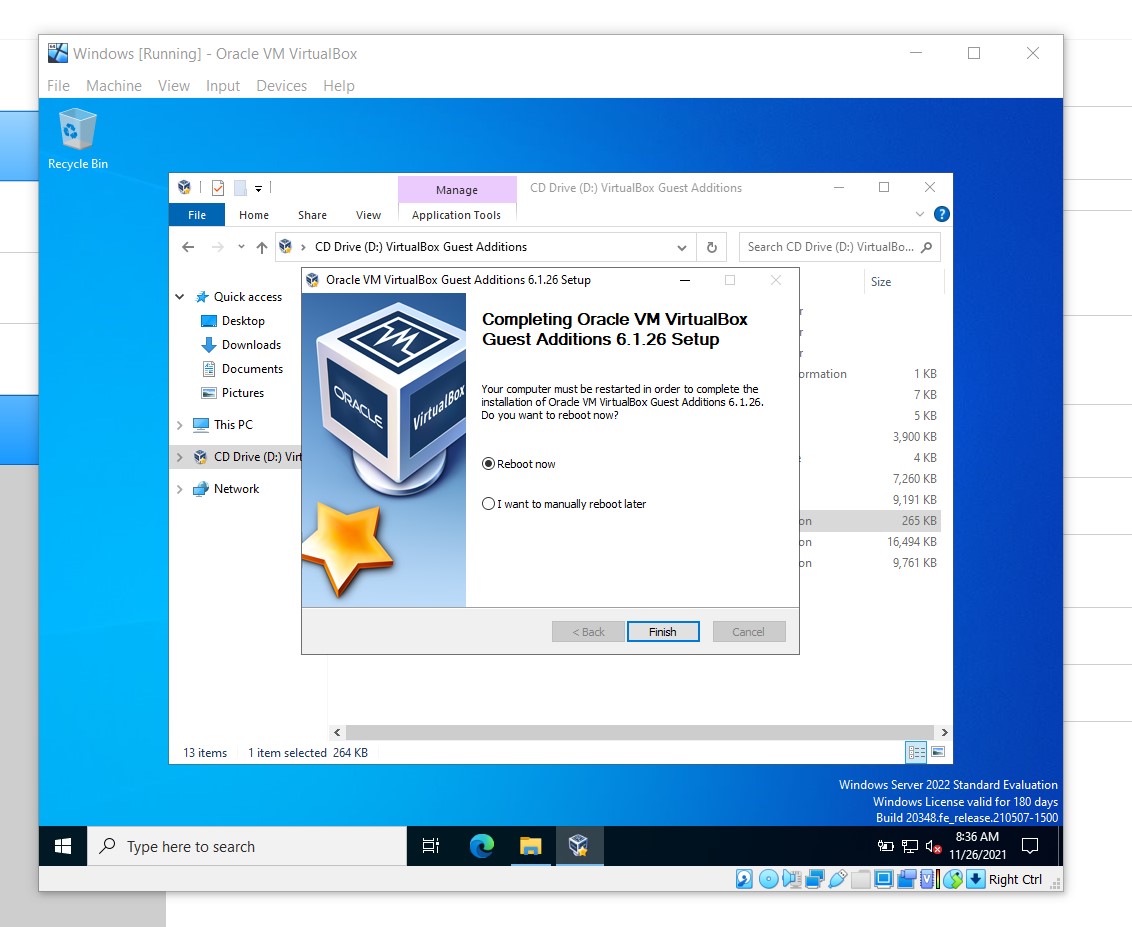 Windows [Running] - Oracle VM VirtualBox
File Machine View Input Devices Help
Recycle Bin
Manage
CD Drive (D:) VirtualBox Guest Additions
File Home Share View Application Tools
CD Drive (D:) VirtualBox Guest Additions
Search CD Drive (D:) VirtualBo...
Oracle VM VirtualBox Guest Additions 6.1.26 Setup
Size
Quick access
Desktop
Downloads
Documents
Pictures
This PC
CD Drive (D:) Virt
Network
ORACLE
VirtualBox
Completing Oracle VM VirtualBox
Guest Additions 6.1.26 Setup
Your computer must be restarted in order to complete the
installation of Oracle VM VirtualBox Guest Additions 6.1.26.
Do you want to reboot now?
Reboot now
I want to manually reboot later
< Back Finish Cancel
r
r
r
ormation 1 KB
7 KB
5 KB
3,900 KB
e 4 KB
7,260 KB
9,191 KB
on 265 KB
on 16,494 KB
on 9,761 KB
13 items 1 item selected 264 KB
Windows Server 2022 Standard Evaluation
Windows License valid for 180 days
Build 20348.fe_release.210507-1500
Type here to search
8:36 AM
11/26/2021
Right Ctrl